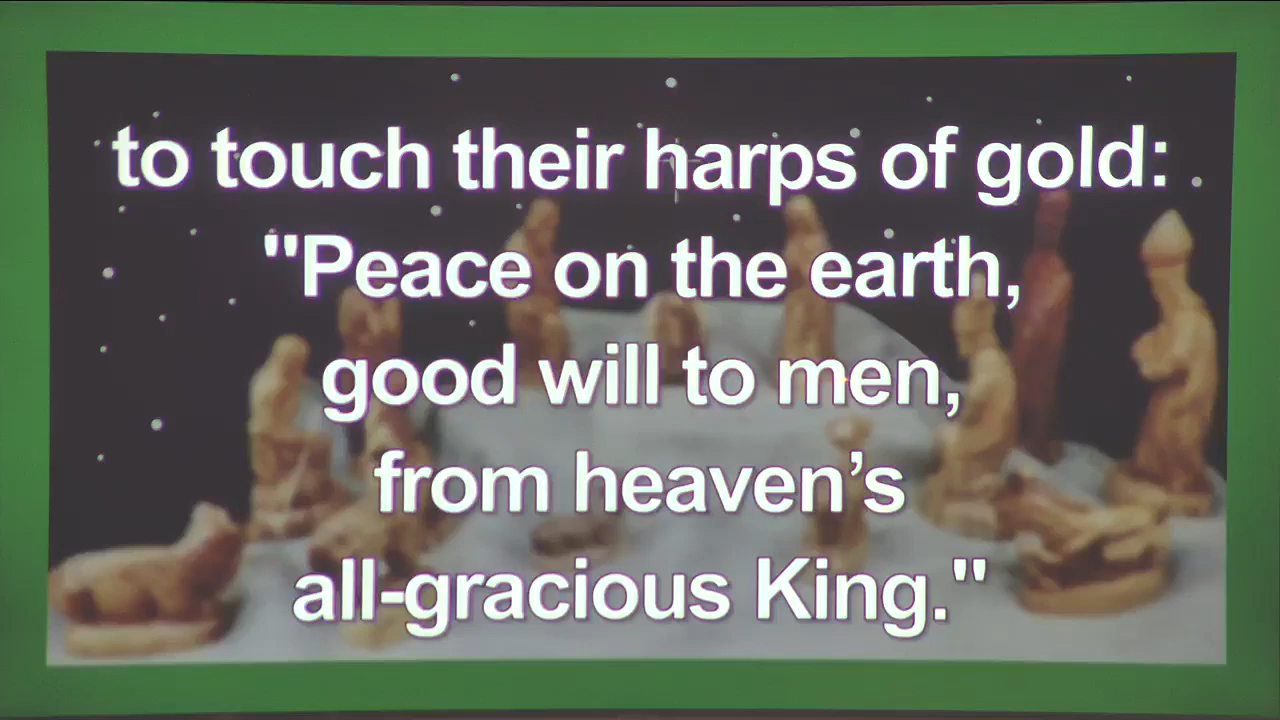 to touch their harps of gold:
"Peace on the earth,
good will to men,
from heaven’s
all-gracious King."